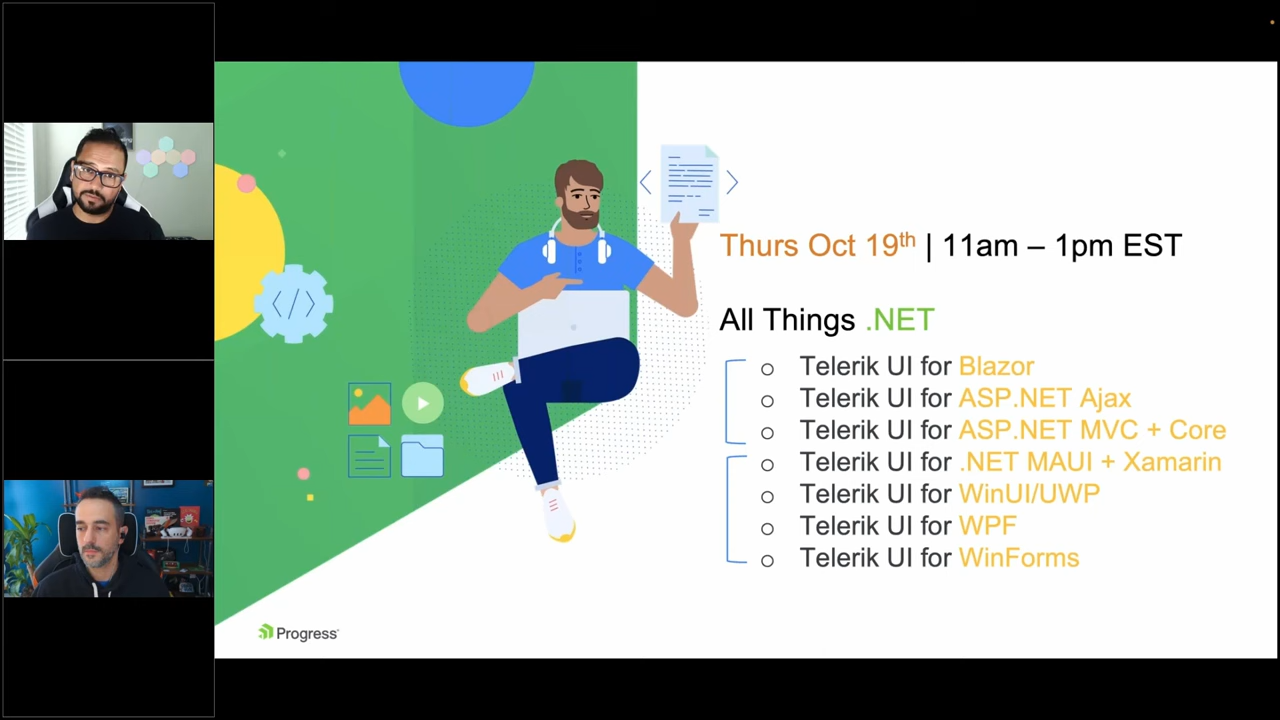 Thurs Oct 19th | 11am – 1pm EST
All Things .NET
o Telerik UI for Blazor
o Telerik UI for ASP.NET Ajax
o Telerik UI for ASP.NET MVC + Core
o Telerik UI for .NET MAUI + Xamarin
o Telerik UI for WinUI/UWP
o Telerik UI for WPF
o Telerik UI for WinForms
</>
Progress